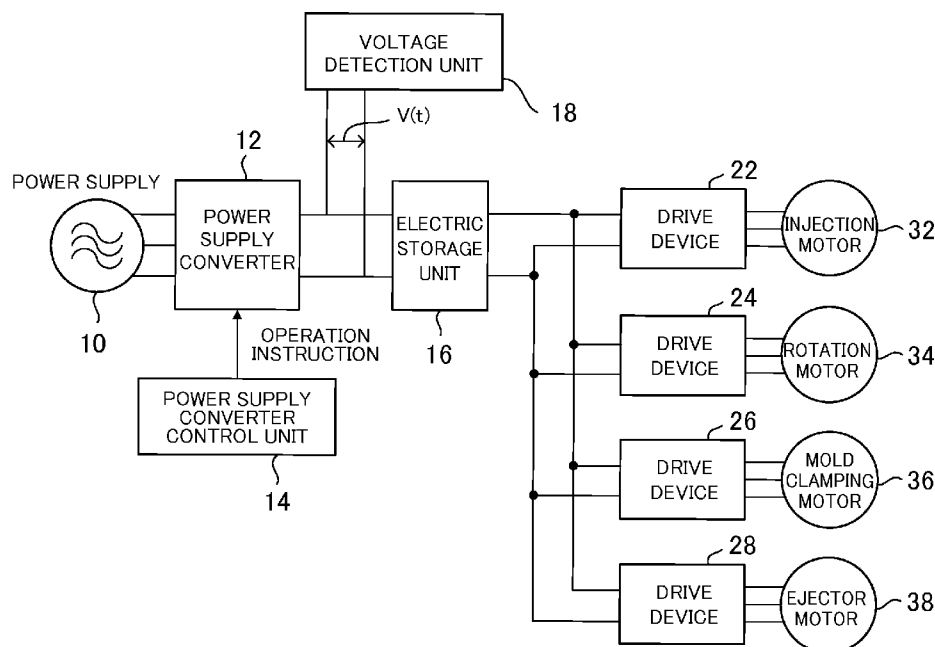 VOLTAGE
DETECTION UNIT
18
V(t)
12
POWER SUPPLY
POWER
SUPPLY
CONVERTER
ELECTRIC
STORAGE
UNIT
10
16
OPERATION
INSTRUCTION
POWER SUPPLY
CONVERTER
CONTROL UNIT
14
22
DRIVE
DEVICE
INJECTION
MOTOR
32
24
DRIVE
DEVICE
ROTATION
MOTOR
34
26
DRIVE
DEVICE
MOLD
CLAMPING
MOTOR
36
28
DRIVE
DEVICE
EJECTOR
MOTOR
38